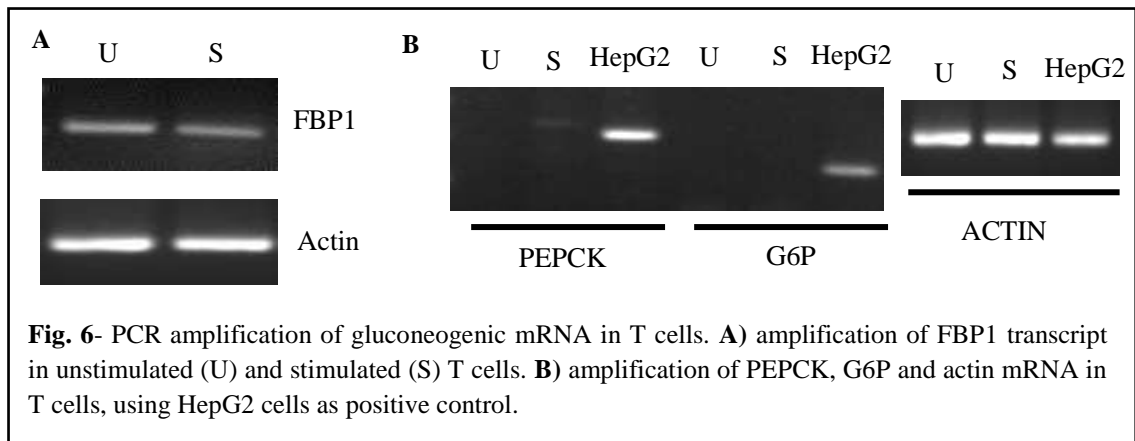 A
U S
FBP1
Actin
B
U S HepG2 U S HepG2
PEPCK G6P
U S HepG2
ACTIN
Fig. 6- PCR amplification of gluconeogenic mRNA in T cells. A) amplification of FBP1 transcript
in unstimulated (U) and stimulated (S) T cells. B) amplification of PEPCK, G6P and actin mRNA in
T cells, using HepG2 cells as positive control.